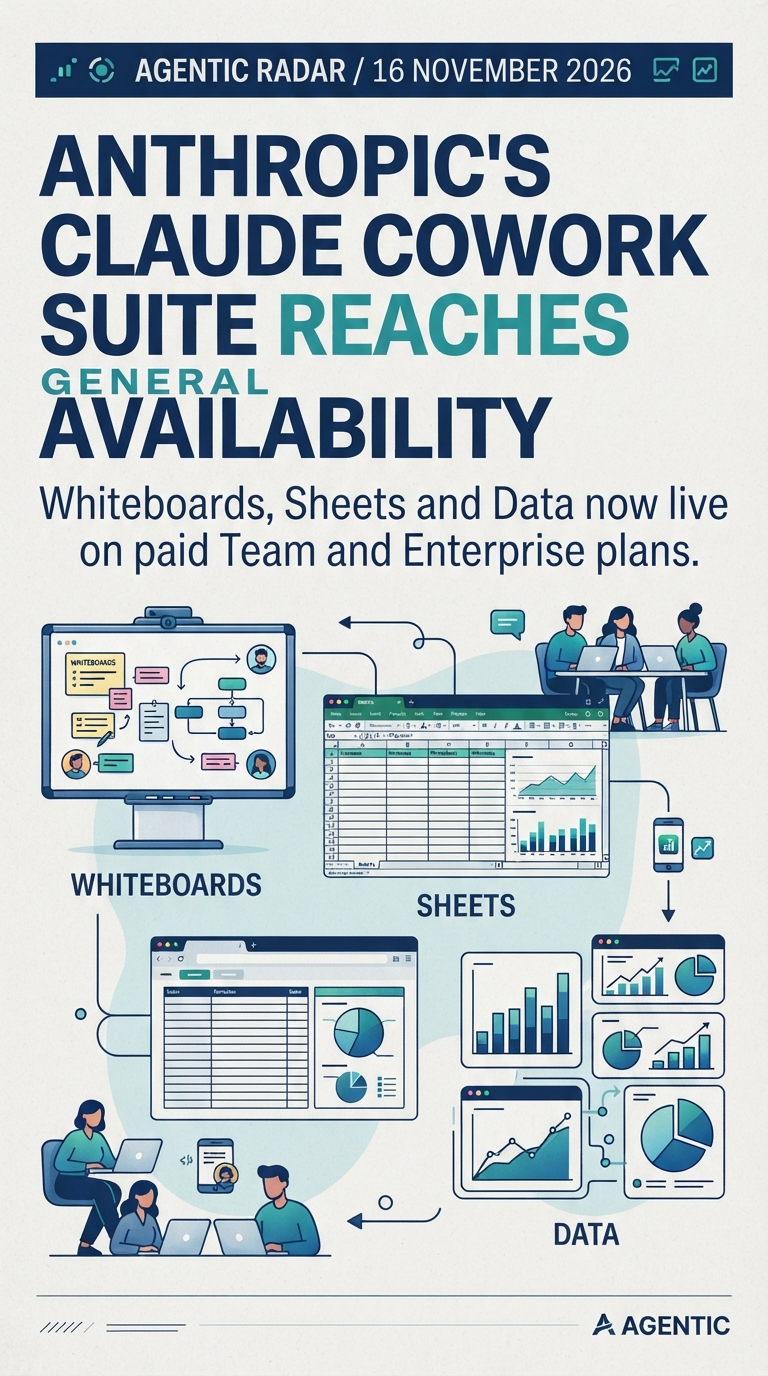 AGENTIC RADAR / 16 NOVEMBER 2026
ANTHROPIC'S
CLAUDE COWORK
SUITE REACHES
GENERAL
AVAILABILITY
Whiteboards, Sheets and Data now live
on paid Team and Enterprise plans.
WHITEBOARDS
WHITEBOARDS
SHEETS
DATA
AGENTIC